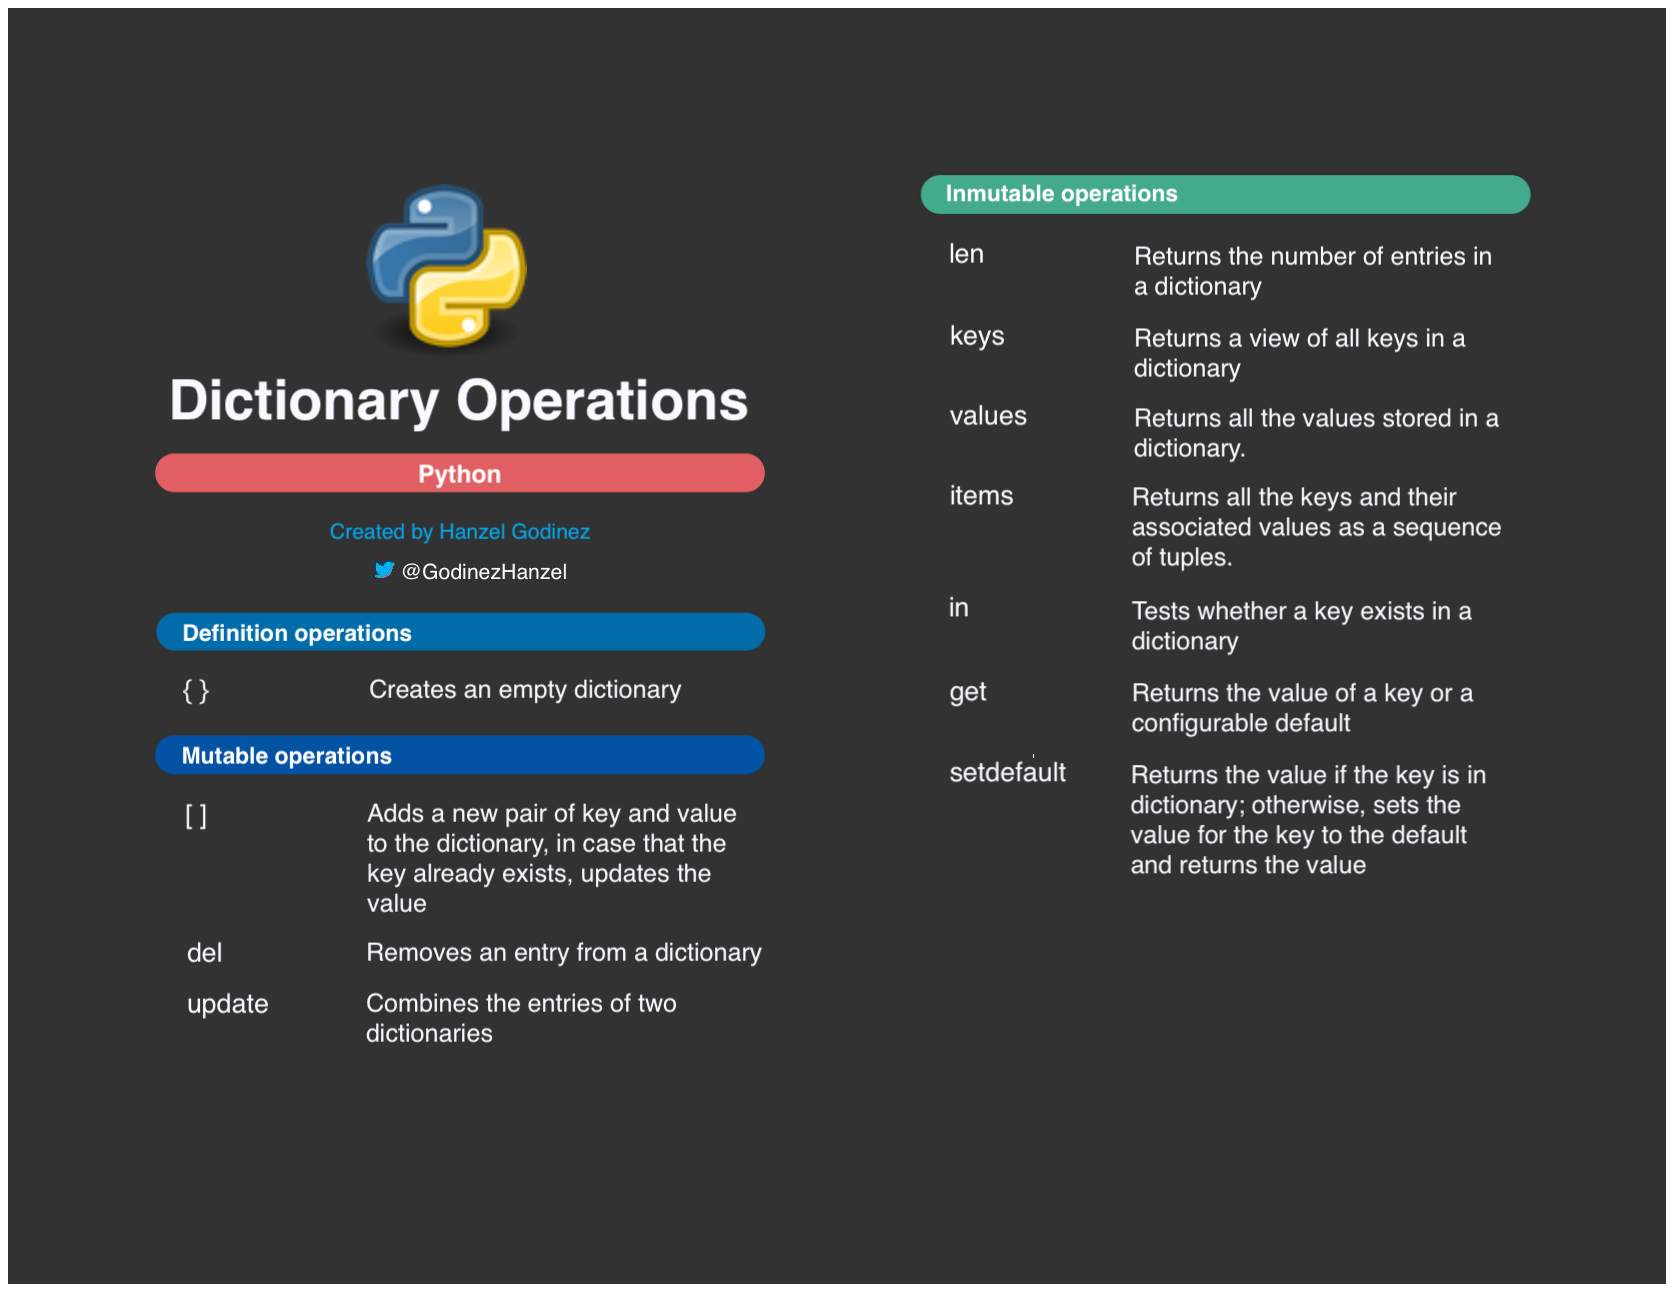 Dictionary Operations
Python
Created by Hanzel Godinez
@GodinezHanzel
Definition operations
{ } Creates an empty dictionary
Mutable operations
[ ] Adds a new pair of key and value
to the dictionary, in case that the
key already exists, updates the
value
del Removes an entry from a dictionary
update Combines the entries of two
dictionaries
Inmutable operations
len Returns the number of entries in
a dictionary
keys Returns a view of all keys in a
dictionary
values Returns all the values stored in a
dictionary.
items Returns all the keys and their
associated values as a sequence
of tuples.
in Tests whether a key exists in a
dictionary
get Returns the value of a key or a
configurable default
setdefault Returns the value if the key is in
dictionary; otherwise, sets the
value for the key to the default
and returns the value